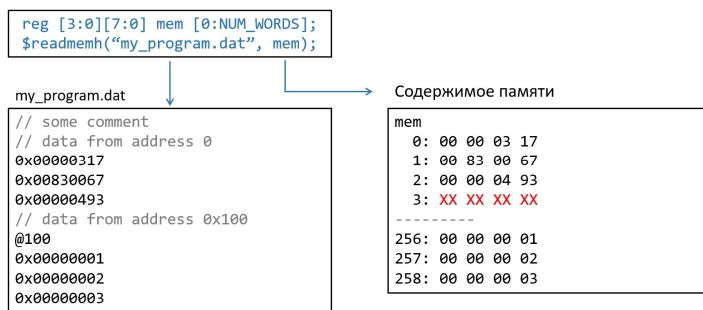 reg [3:0][7:0] mem [0:NUM_WORDS];
$readmemh(“my_program.dat”, mem);
my_program.dat
// some comment
// data from address 0
0x00000317
0x00830067
0x00000493
// data from address 0x100
@100
0x00000001
0x00000002
0x00000003
Содержимое памяти
mem
0: 00 00 03 17
1: 00 83 00 67
2: 00 00 04 93
3: XX XX XX XX
---------
256: 00 00 00 01
257: 00 00 00 02
258: 00 00 00 03